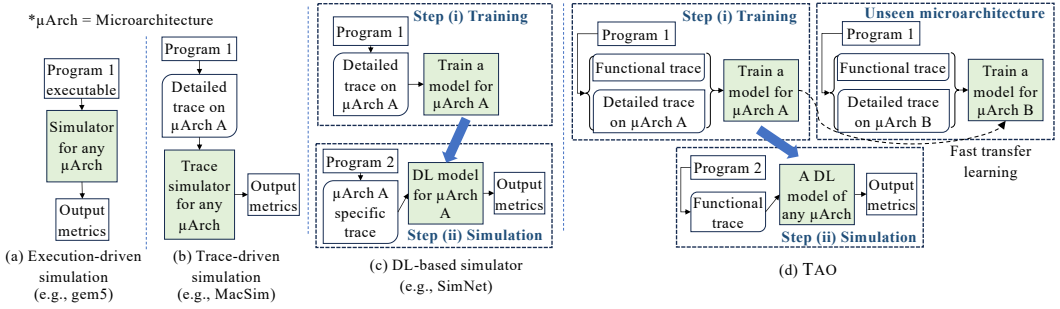 *µArch = Microarchitecture
Program 1
executable
Simulator
for any
µArch
Output
metrics
(a) Execution-driven
simulation
(e.g., gem5)
Program 1
Detailed
trace on
µArch A
Trace
simulator
for any
µArch
Output
metrics
(b) Trace-driven
simulation
(e.g., MacSim)
Step (i) Training
Program 1
Detailed
trace on
µArch A
Train a
model for
µArch A
Program 2
µArch A
specific
trace
DL model
for µArch
A
Output
metrics
Step (ii) Simulation
(c) DL-based simulator
(e.g., SimNet)
Step (i) Training
Program 1
Functional trace
Detailed trace
on µArch A
Train a
model for
µArch A
Unseen microarchitecture
Program 1
Functional trace
Detailed trace
on µArch B
Train a
model for
µArch B
Fast transfer
learning
Program 2
Functional
trace
A DL
model of
any µArch
Output
metrics
Step (ii) Simulation
(d) TAO